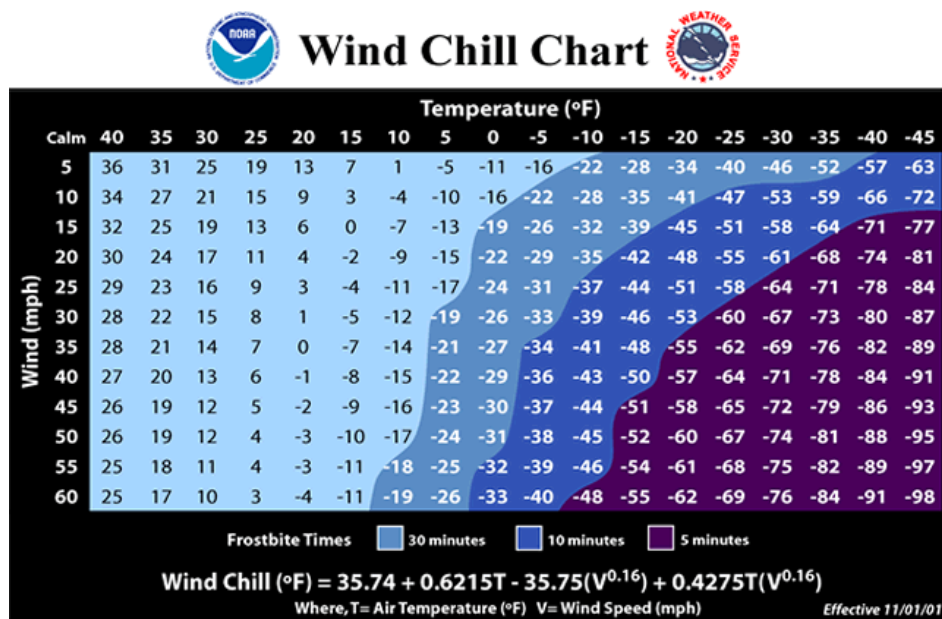 NOAA
Wind Chill Chart
NATIONAL WEATHER SERVICE
Temperature (ºF)
Calm 40 35 30 25 20 15 10 5 0 -5 -10 -15 -20 -25 -30 -35 -40 -45
5 36 31 25 19 13 7 1 -5 -11 -16 -22 -28 -34 -40 -46 -52 -57 -63
10 34 27 21 15 9 3 -4 -10 -16 -22 -28 -35 -41 -47 -53 -59 -66 -72
15 32 25 19 13 6 0 -7 -13 -19 -26 -32 -39 -45 -51 -58 -64 -71 -77
20 30 24 17 11 4 -2 -9 -15 -22 -29 -35 -42 -48 -55 -61 -68 -74 -81
25 29 23 16 9 3 -4 -11 -17 -24 -31 -37 -44 -51 -58 -64 -71 -78 -84
30 28 22 15 8 1 -5 -12 -19 -26 -33 -39 -46 -53 -60 -67 -73 -80 -87
35 28 21 14 7 0 -7 -14 -21 -27 -34 -41 -48 -55 -62 -69 -76 -82 -89
40 27 20 13 6 -1 -8 -15 -22 -29 -36 -43 -50 -57 -64 -71 -78 -84 -91
45 26 19 12 5 -2 -9 -16 -23 -30 -37 -44 -51 -58 -65 -72 -79 -86 -93
50 26 19 12 4 -3 -10 -17 -24 -31 -38 -45 -52 -60 -67 -74 -81 -88 -95
55 25 18 11 4 -3 -11 -18 -25 -32 -39 -46 -54 -61 -68 -75 -82 -89 -97
60 25 17 10 3 -4 -11 -19 -26 -33 -40 -48 -55 -62 -69 -76 -84 -91 -98
Wind (mph)
Frostbite Times 30 minutes 10 minutes 5 minutes
Wind Chill (ºF) = 35.74 + 0.6215T - 35.75(V0.16) + 0.4275T(V0.16)
Where, T= Air Temperature (ºF) V= Wind Speed (mph) Effective 11/01/01